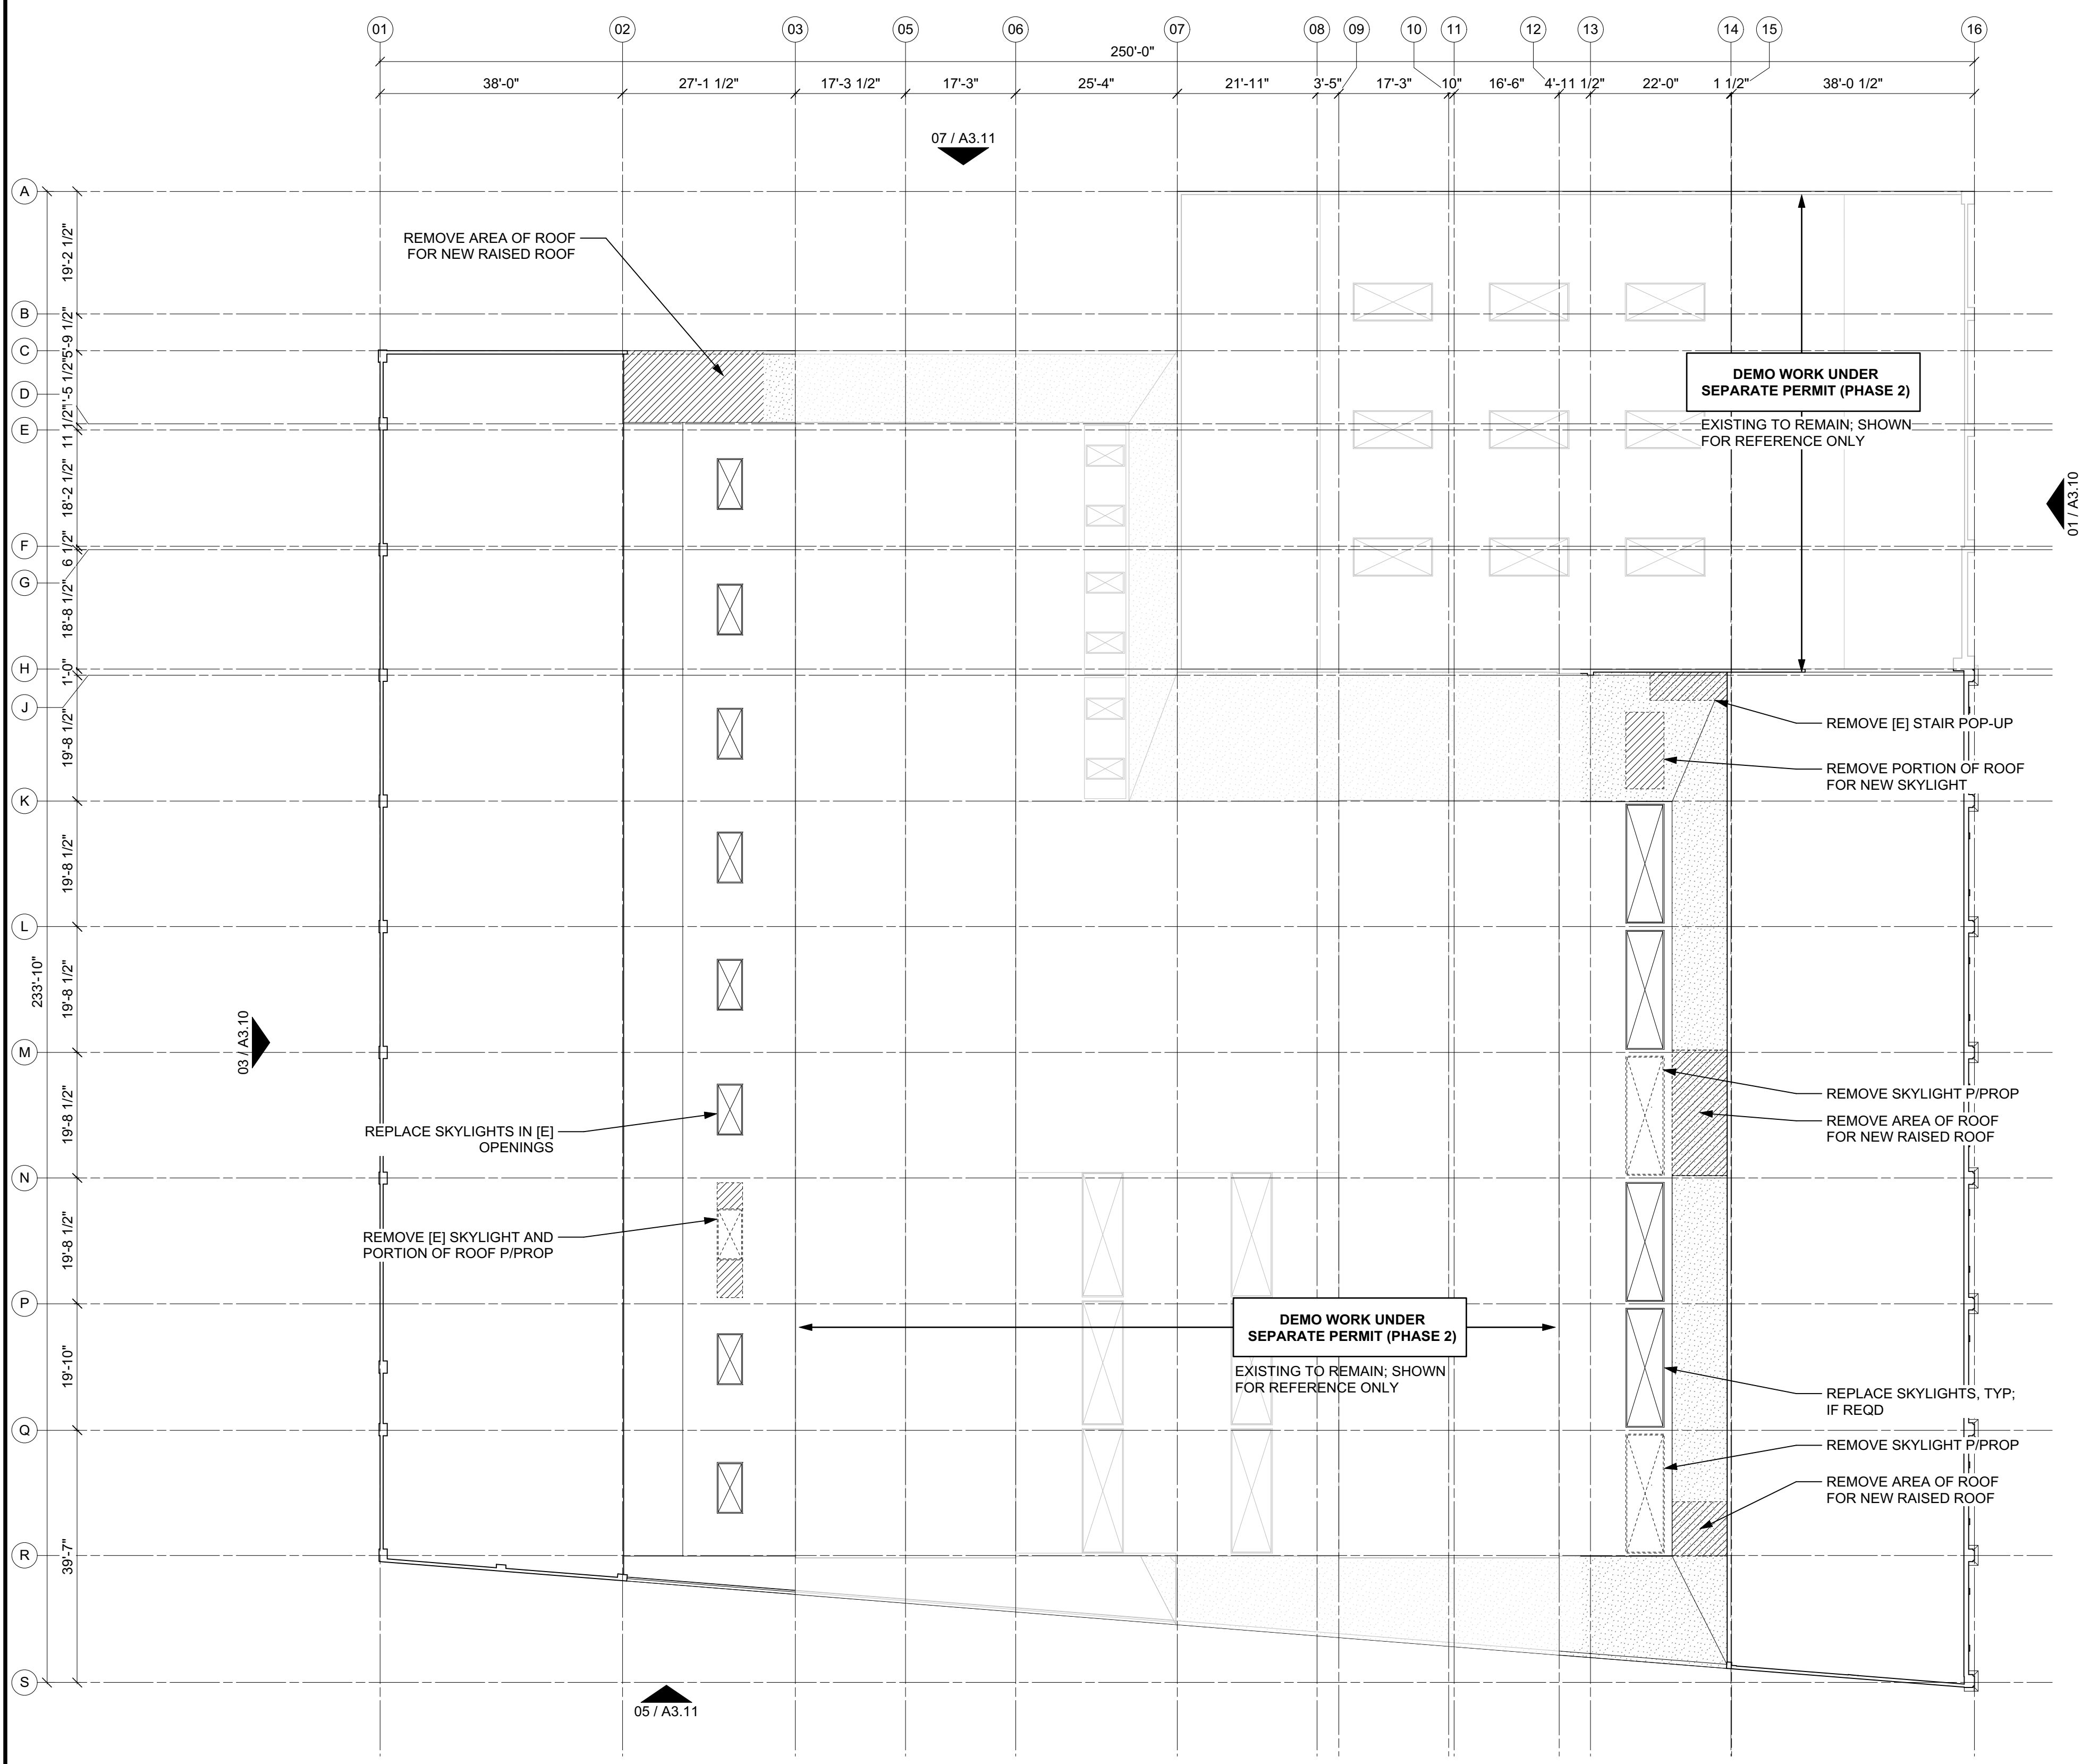 01 02 03 05 06 07 08 09 10 11 12 13 14 15 16
250'-0"
38'-0" 27'-1 1/2" 17'-3 1/2" 17'-3" 25'-4" 21'-11" 3'-5" 17'-3" 10" 16'-6" 4'-11 1/2" 22'-0" 1 1/2" 38'-0 1/2"
07 / A3.11
A
19'-2 1/2"
B
5'-9 1/2"
C
D
11 1/2"
E
18'-2 1/2"
F
6 1/2"
G
18'-8 1/2"
H
1'-0"
J
19'-8 1/2"
K
19'-8 1/2"
L
233'-10"
19'-8 1/2"
M
19'-8 1/2"
N
19'-8 1/2"
P
19'-10"
Q
39'-7"
R
S
REMOVE AREA OF ROOF
FOR NEW RAISED ROOF
DEMO WORK UNDER
SEPARATE PERMIT (PHASE 2)
EXISTING TO REMAIN; SHOWN
FOR REFERENCE ONLY
01 / A3.10
REMOVE [E] STAIR POP-UP
REMOVE PORTION OF ROOF
FOR NEW SKYLIGHT
03 / A3.10
REPLACE SKYLIGHTS IN [E]
OPENINGS
REMOVE SKYLIGHT P/PROP
REMOVE AREA OF ROOF
FOR NEW RAISED ROOF
REMOVE [E] SKYLIGHT AND
PORTION OF ROOF P/PROP
DEMO WORK UNDER
SEPARATE PERMIT (PHASE 2)
EXISTING TO REMAIN; SHOWN
FOR REFERENCE ONLY
REPLACE SKYLIGHTS, TYP;
IF REQD
REMOVE SKYLIGHT P/PROP
REMOVE AREA OF ROOF
FOR NEW RAISED ROOF
05 / A3.11